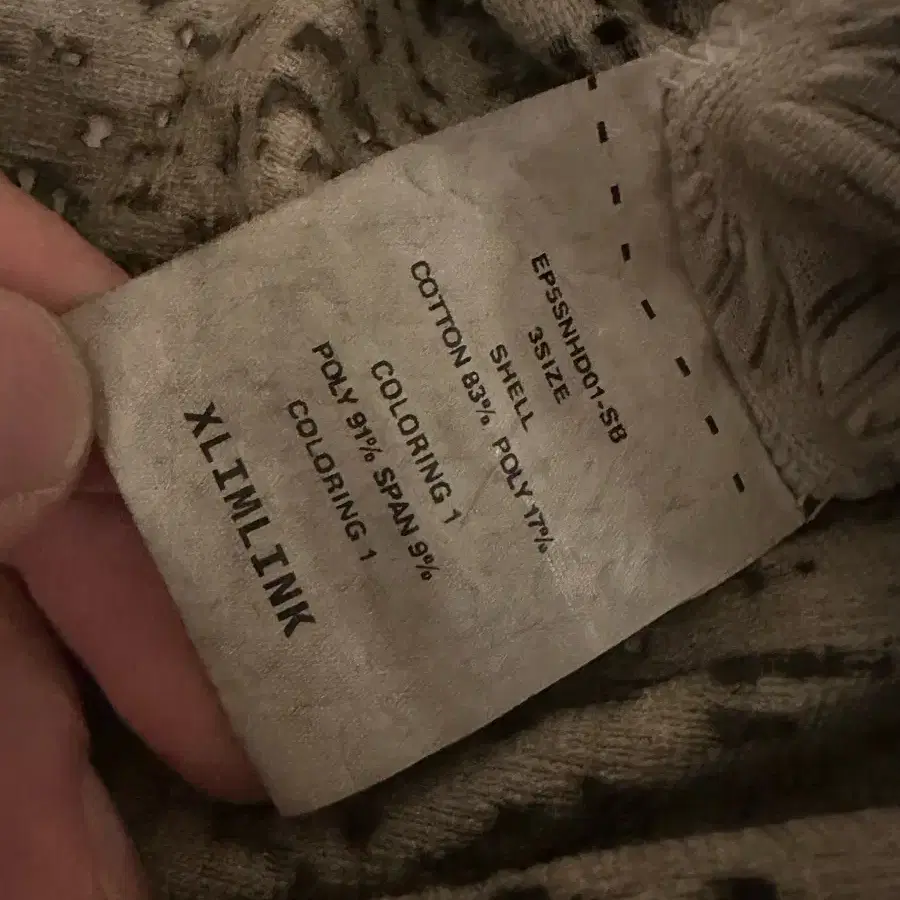 EPSSNHD01-SB
3SIZE
SHELL
COTTON 83% POLY 17%
COLORING 1
POLY 91% SPAN 9%
COLORING 1
XLIMLINK